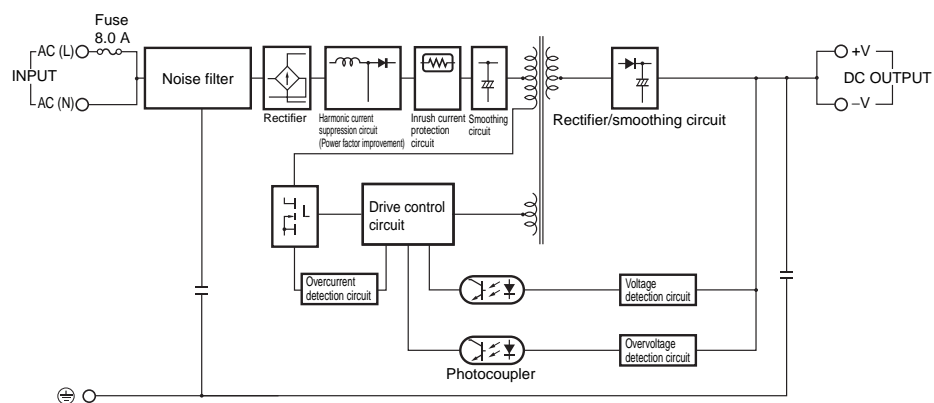 Fuse
8.0 A
AC (L)
INPUT
AC (N)
Noise filter
Rectifier
Harmonic current
suppression circuit
(Power factor improvement)
Inrush current
protection
circuit
Smoothing
circuit
Rectifier/smoothing circuit
+V
DC OUTPUT
−V
Drive control
circuit
Overcurrent
detection circuit
Voltage
detection circuit
Overvoltage
detection circuit
Photocoupler